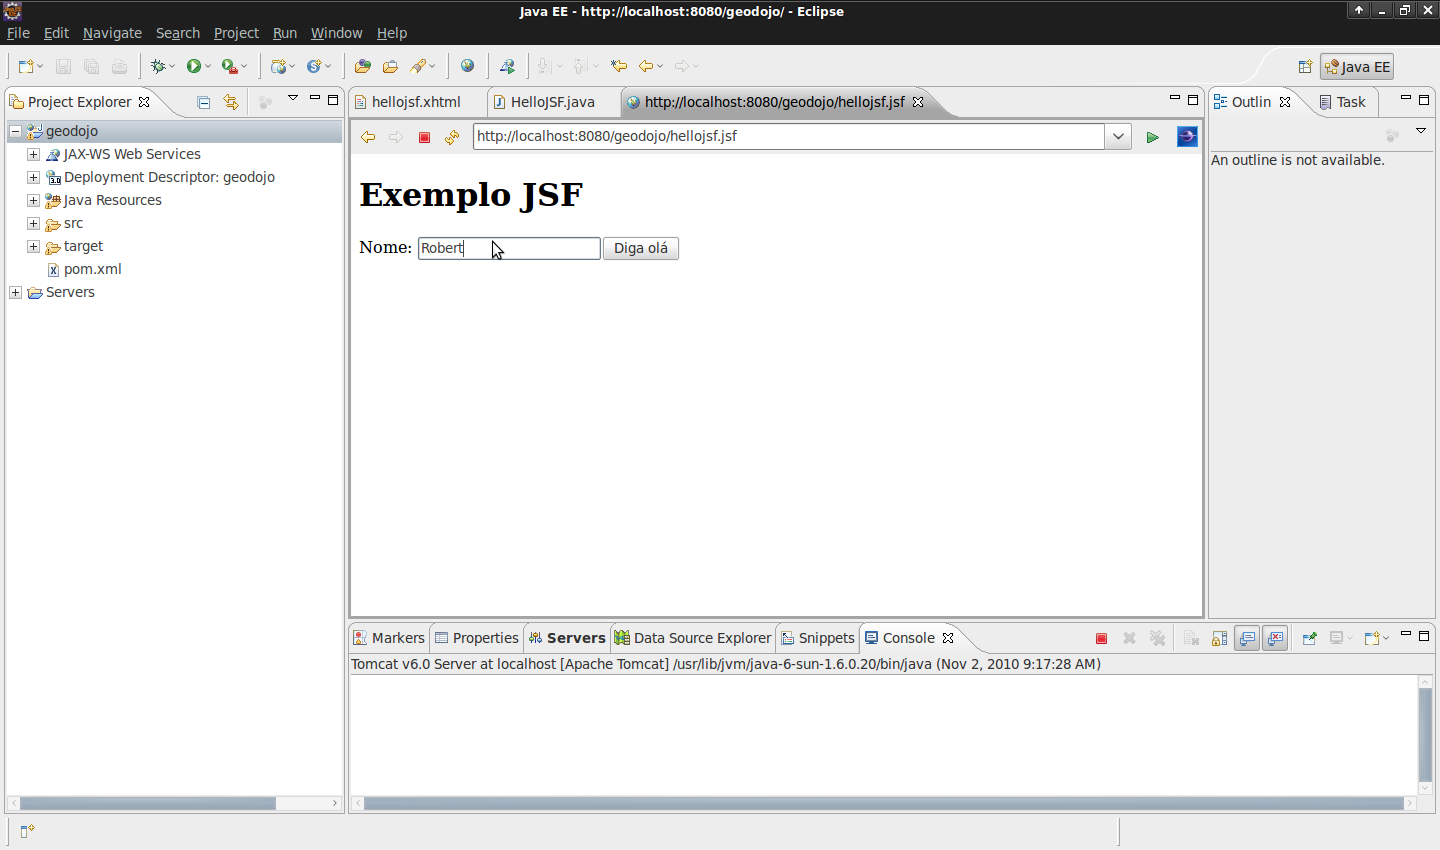 Java EE - http://localhost:8080/geodojo/ - Eclipse
File Edit Navigate Search Project Run Window Help
Java EE
Project Explorer
geodojo
JAX-WS Web Services
Deployment Descriptor: geodojo
Java Resources
src
target
pom.xml
Servers
hellojsf.xhtml HelloJSF.java http://localhost:8080/geodojo/hellojsf.jsf
http://localhost:8080/geodojo/hellojsf.jsf
Exemplo JSF
Nome: Robert Diga olá
Outlin Task
An outline is not available.
Markers Properties Servers Data Source Explorer Snippets Console
Tomcat v6.0 Server at localhost [Apache Tomcat] /usr/lib/jvm/java-6-sun-1.6.0.20/bin/java (Nov 2, 2010 9:17:28 AM)